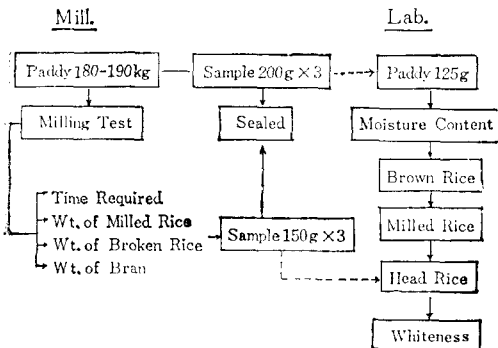 Mill.
Lab.
Paddy 180-190kg
Sample 200g×3
Paddy 125g
Milling Test
Sealed
Moisture Content
Brown Rice
Time Required
Wt. of Milled Rice
Wt. of Broken Rice
Wt. of Bran
Sample 150g×3
Milled Rice
Head Rice
Whiteness